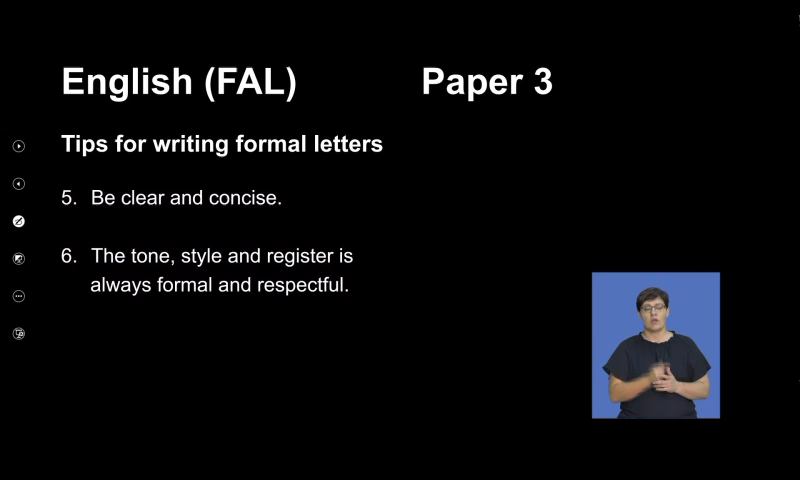 English (FAL) Paper 3
Tips for writing formal letters
5. Be clear and concise.
6. The tone, style and register is
always formal and respectful.